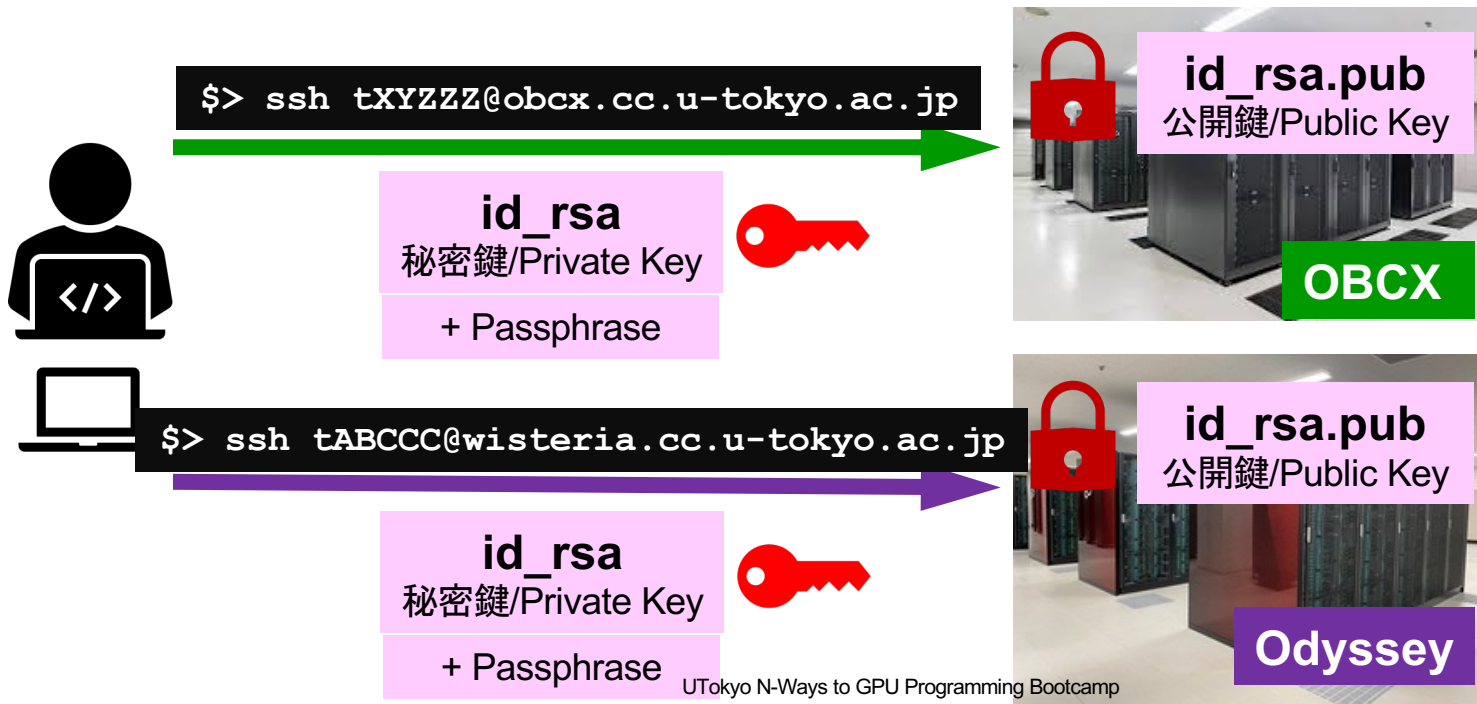 $> ssh tXYZZZ@obcx.cc.u-tokyo.ac.jp
id_rsa.pub
公開鍵/Public Key
id_rsa
秘密鍵/Private Key
+ Passphrase
</>
OBCX
$> ssh tABCCC@wisteria.cc.u-tokyo.ac.jp
id_rsa.pub
公開鍵/Public Key
id_rsa
秘密鍵/Private Key
+ Passphrase
Odyssey
UTokyo N-Ways to GPU Programming Bootcamp